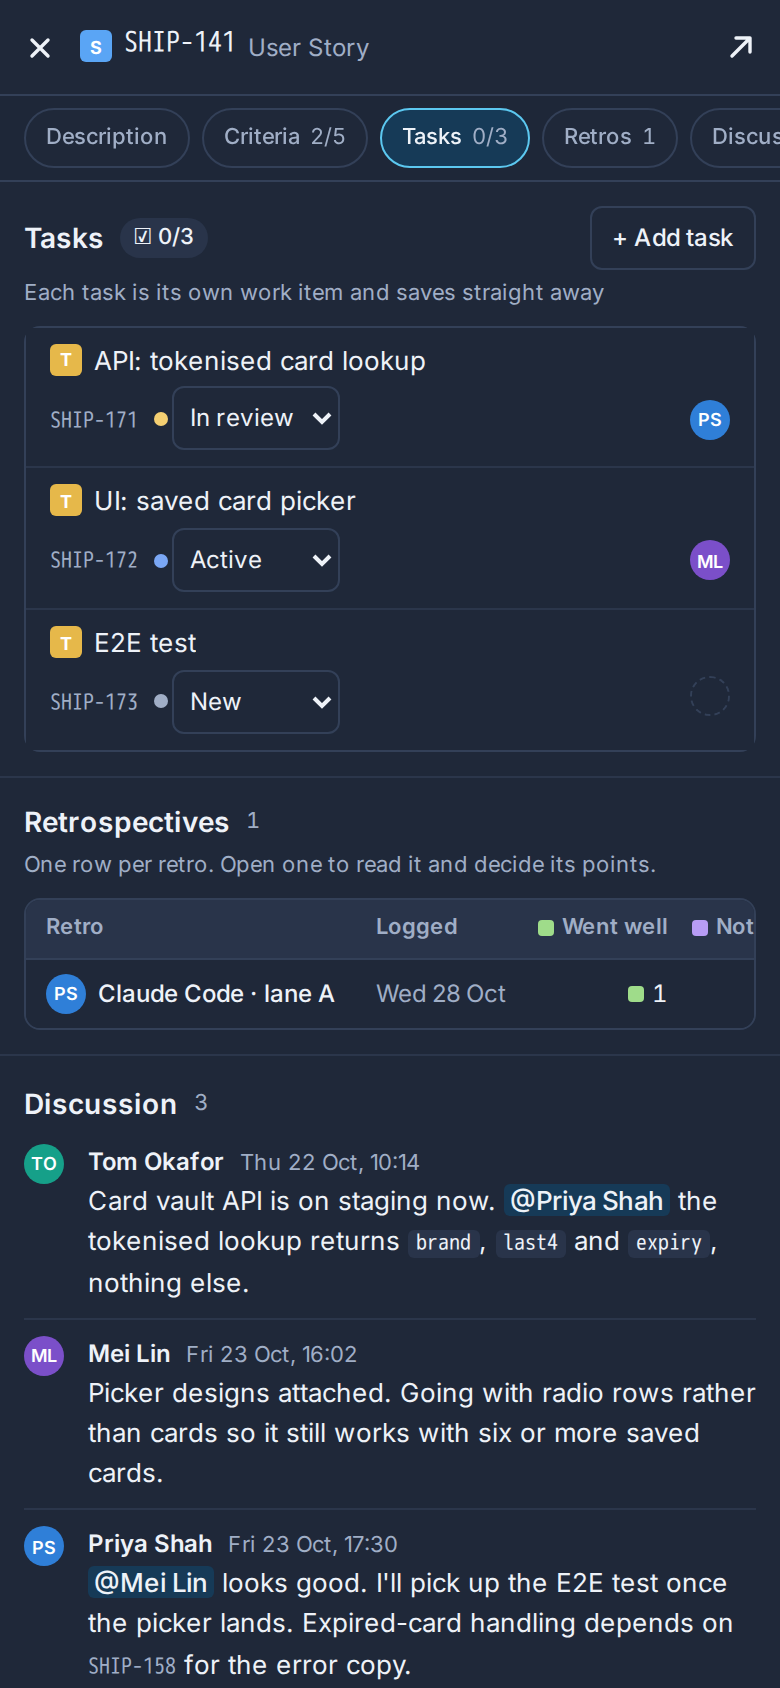 S SHIP-141 User Story
Description Criteria 2/5 Tasks 0/3 Retros 1 Discus
Tasks ☑ 0/3 + Add task
Each task is its own work item and saves straight away
T API: tokenised card lookup
SHIP-171 In review PS
T UI: saved card picker
SHIP-172 Active ML
T E2E test
SHIP-173 New
Retrospectives 1
One row per retro. Open one to read it and decide its points.
Retro Logged Went well Not
PS Claude Code · lane A Wed 28 Oct 1
Discussion 3
TO Tom Okafor Thu 22 Oct, 10:14
Card vault API is on staging now. @Priya Shah the
tokenised lookup returns brand, last4 and expiry,
nothing else.
ML Mei Lin Fri 23 Oct, 16:02
Picker designs attached. Going with radio rows rather
than cards so it still works with six or more saved
cards.
PS Priya Shah Fri 23 Oct, 17:30
@Mei Lin looks good. I'll pick up the E2E test once
the picker lands. Expired-card handling depends on
SHIP-158 for the error copy.